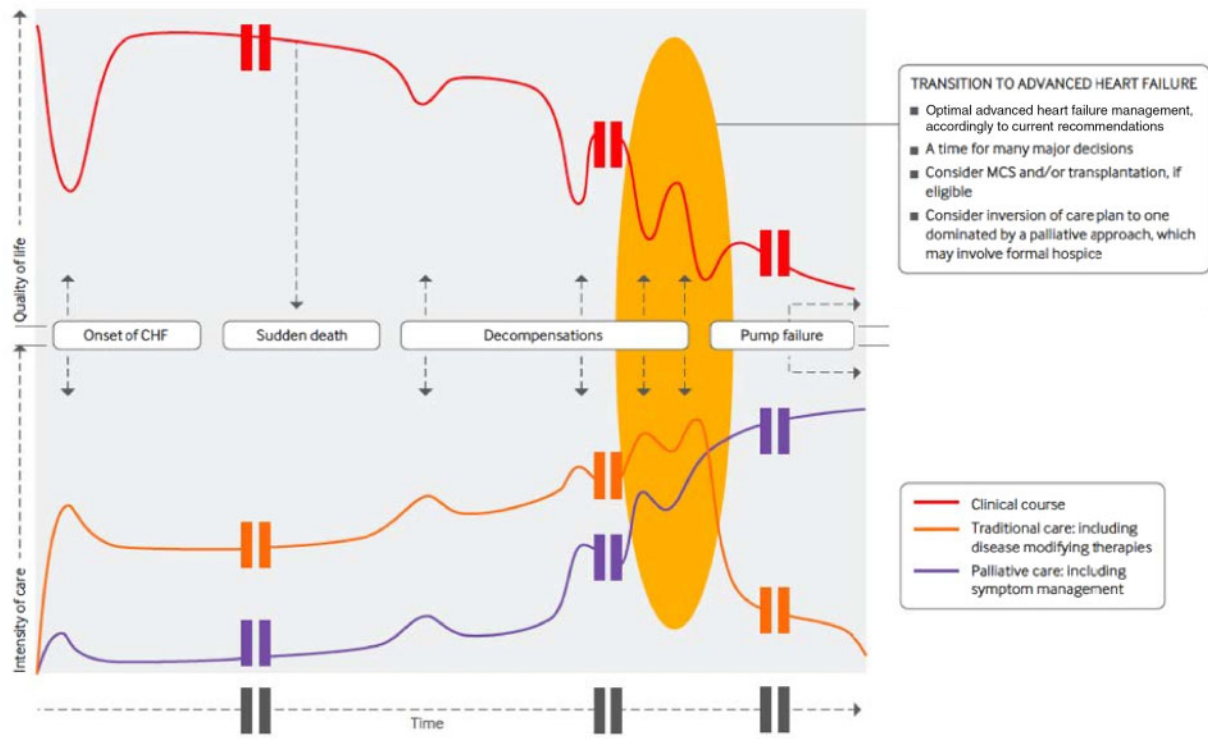 Quality of life
Intensity of care
Onset of CHF
Sudden death
Decompensations
Pump failure
Time
TRANSITION TO ADVANCED HEART FAILURE
Optimal advanced heart failure management,
accordingly to current recommendations
A time for many major decisions
Consider MCS and/or transplantation, if
eligible
Consider inversion of care plan to one
dominated by a palliative approach, which
may involve formal hospice
Clinical course
Traditional care: including
disease modifying therapies
Palliative care: including
symptom management